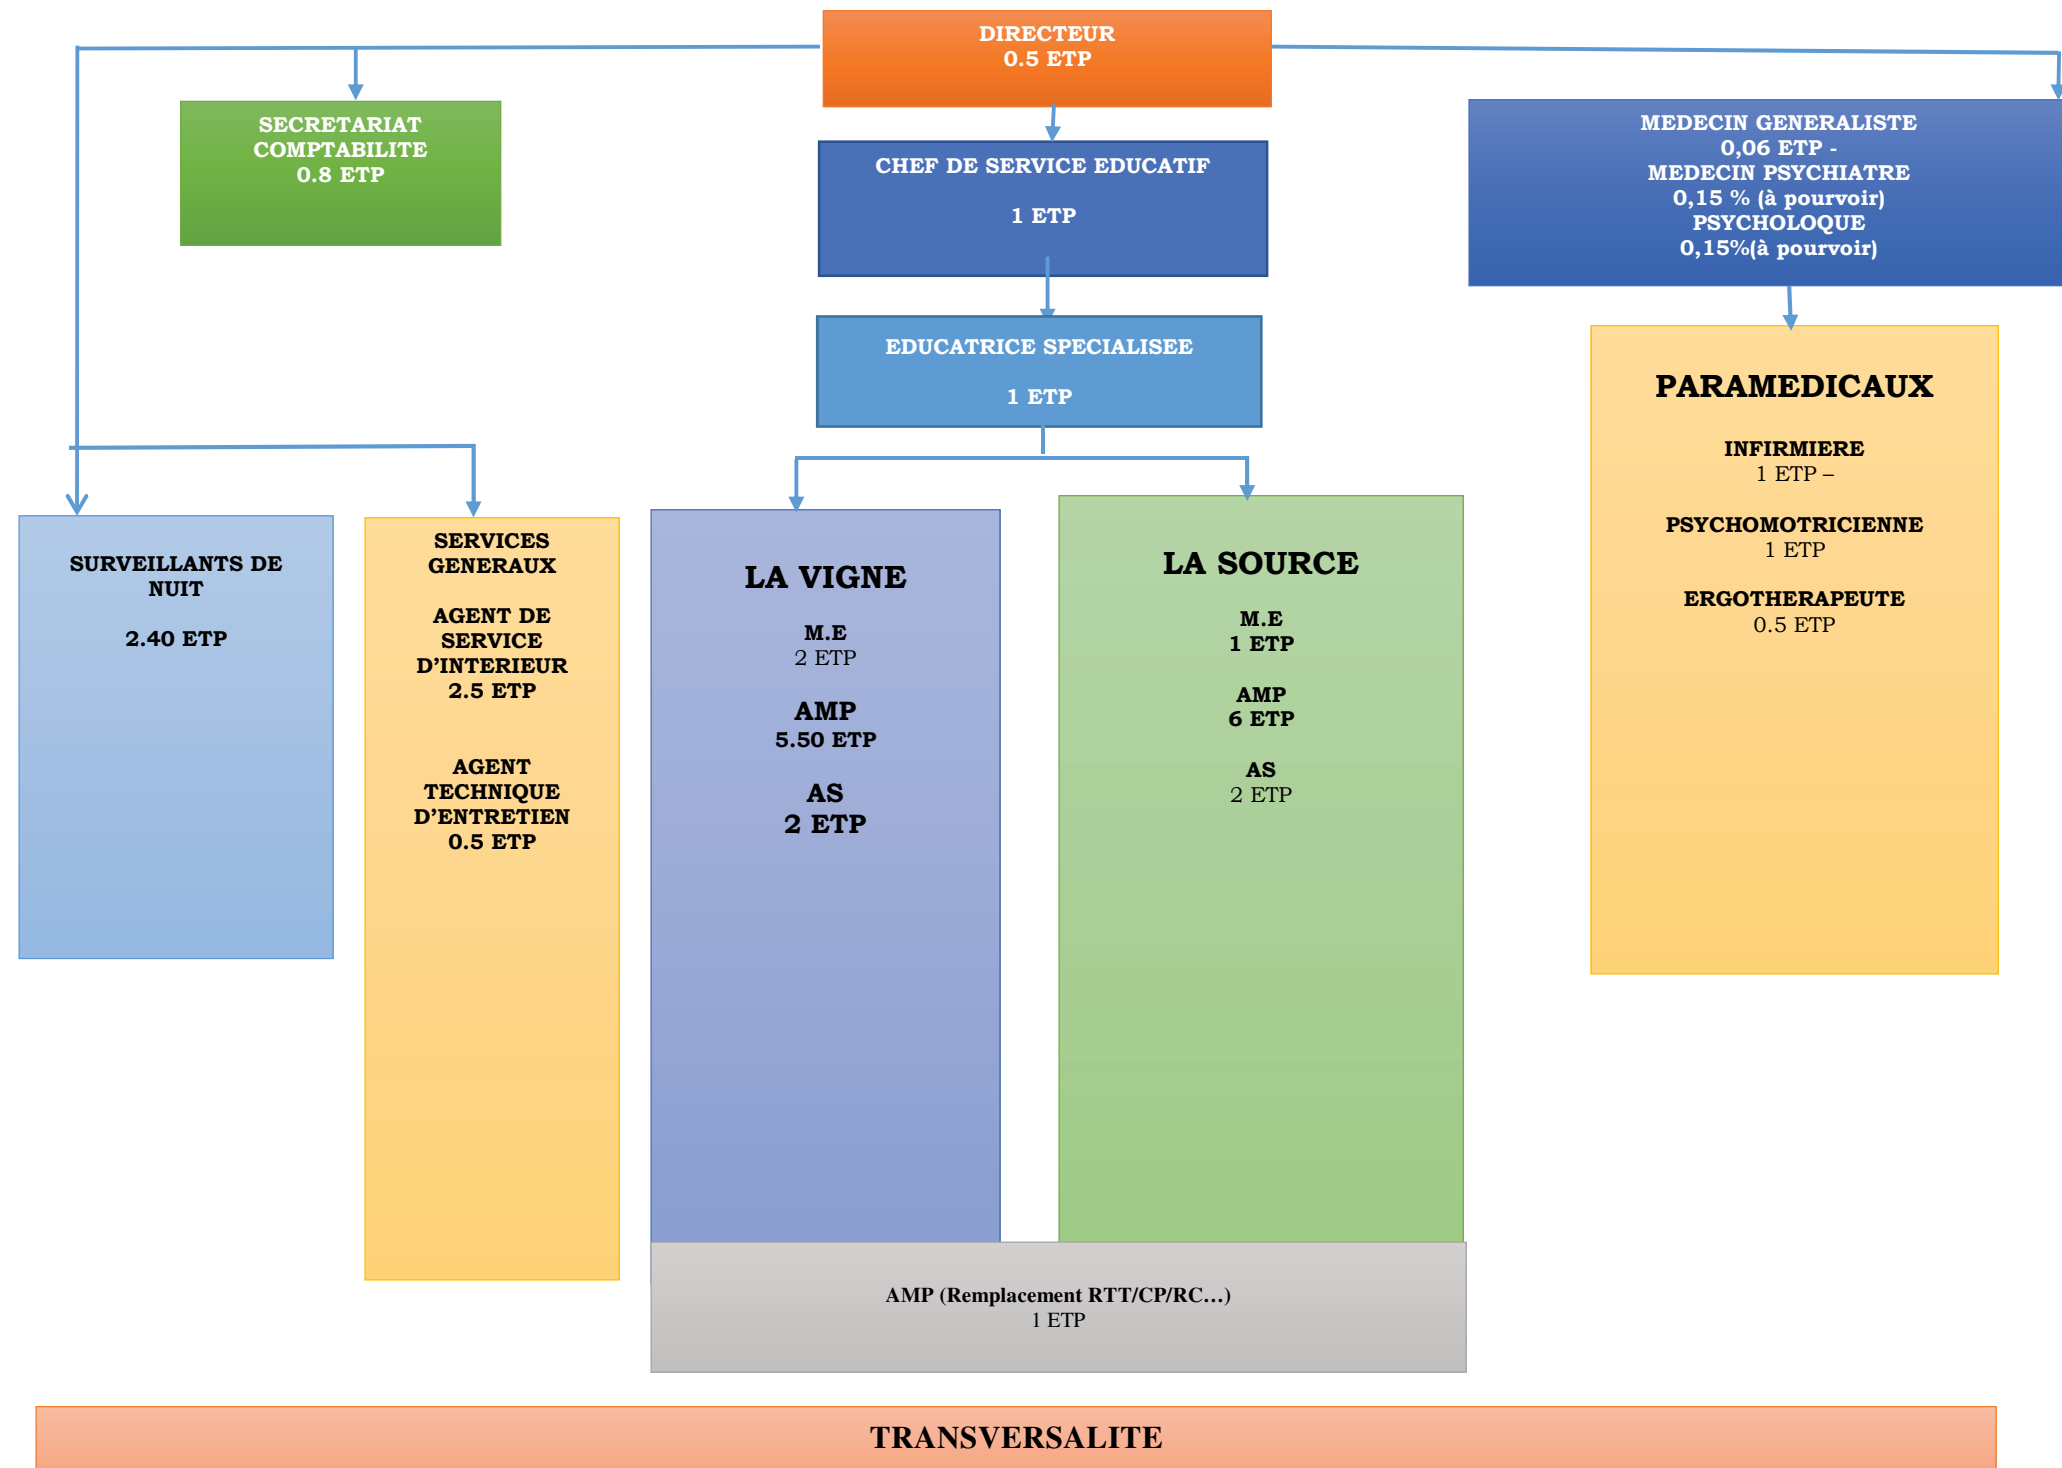 DIRECTEUR
0.5 ETP
SECRETARIAT
COMPTABILITE
0.8 ETP
CHEF DE SERVICE EDUCATIF
1 ETP
MEDECIN GENERALISTE
0,06 ETP -
MEDECIN PSYCHIATRE
0,15 % (à pourvoir)
PSYCHOLOQUE
0,15%(à pourvoir)
EDUCATRICE SPECIALISEE
1 ETP
PARAMEDICAUX
INFIRMIERE
1 ETP –
PSYCHOMOTRICIENNE
1 ETP
ERGOTHERAPEUTE
0.5 ETP
SURVEILLANTS DE
NUIT
2.40 ETP
SERVICES
GENERAUX
AGENT DE
SERVICE
D’INTERIEUR
2.5 ETP
AGENT
TECHNIQUE
D’ENTRETIEN
0.5 ETP
LA VIGNE
M.E
2 ETP
AMP
5.50 ETP
AS
2 ETP
LA SOURCE
M.E
1 ETP
AMP
6 ETP
AS
2 ETP
AMP (Remplacement RTT/CP/RC…)
1 ETP
TRANSVERSALITE